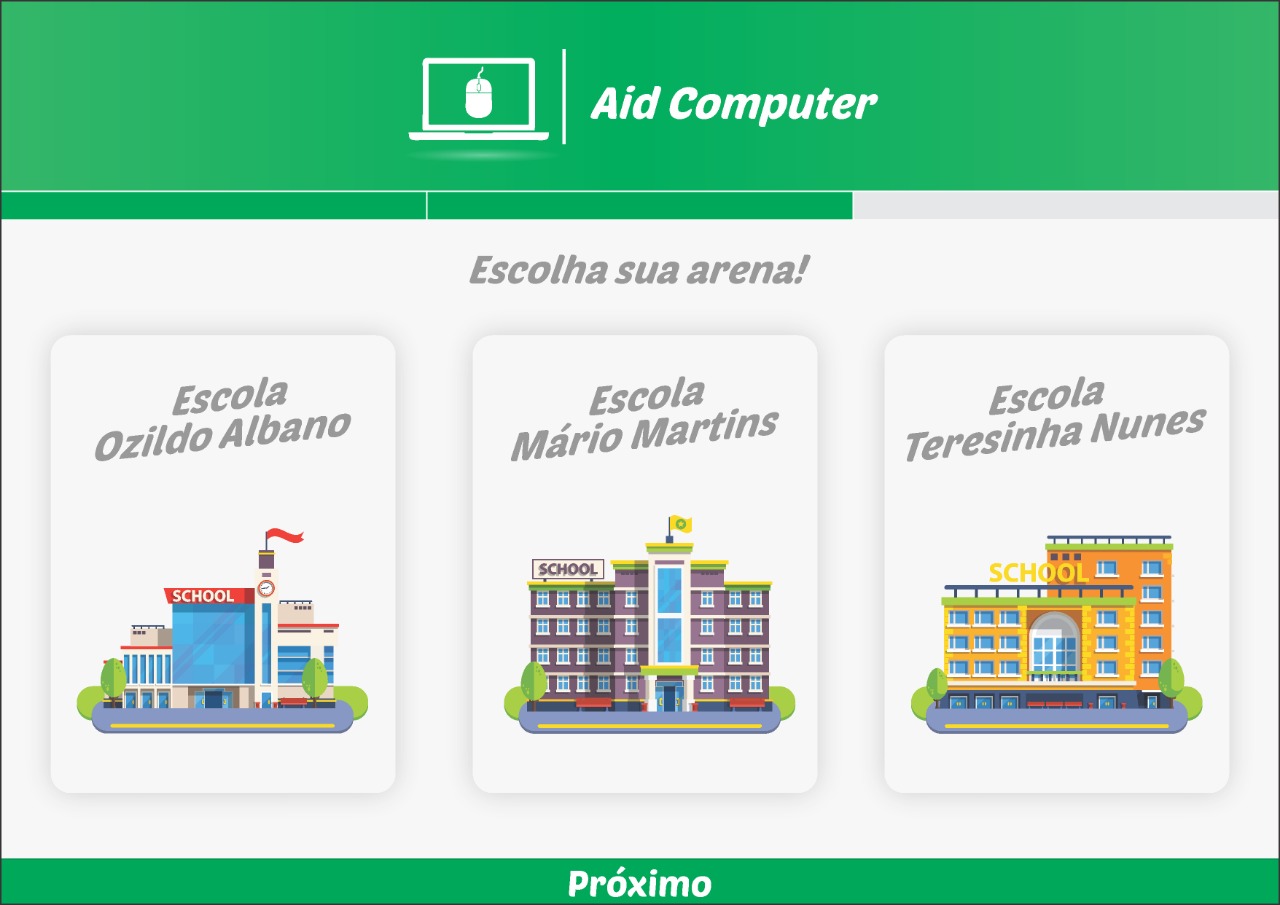 Aid Computer
Escolha sua arena!
Escola
Ozildo Albano
SCHOOL
Escola
Mário Martins
SCHOOL
Escola
Teresinha Nunes
SCHOOL
Próximo